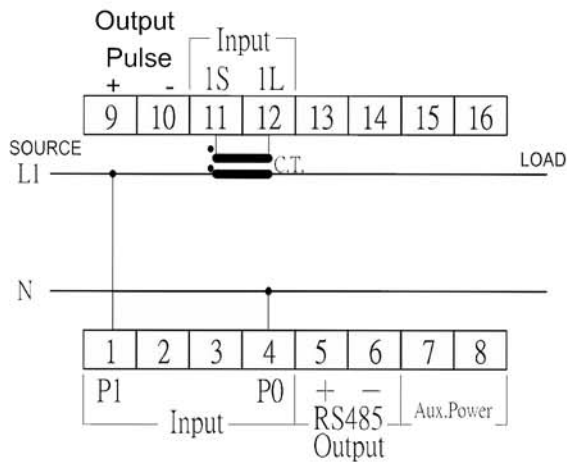 Output
Pulse
Input
+ - 1S 1L
9 10 11 12 13 14 15 16
SOURCE
C.T.
LOAD
L1
N
1 2 3 4 5 6 7 8
P1 P0 + −
Input
RS485
Output
Aux.Power